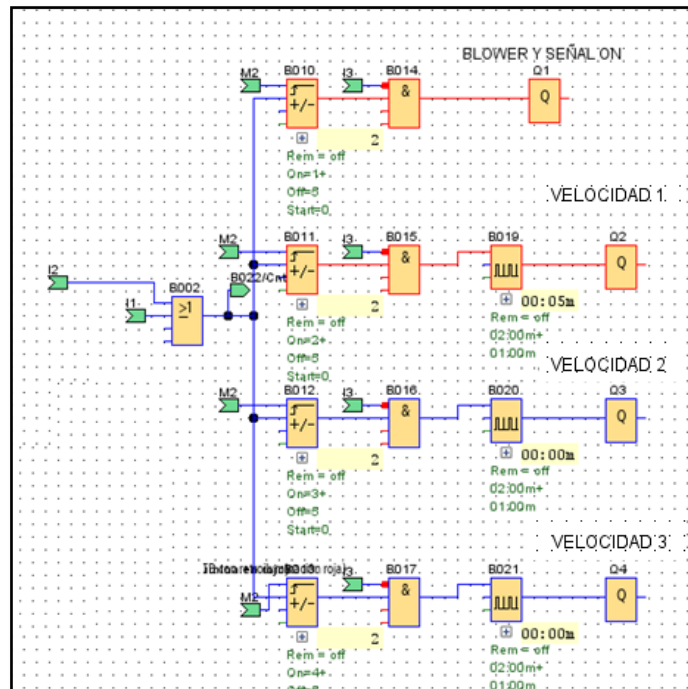 BLOWER Y SEÑAL ON
M2 B010. I3. B014. Q1
+/- & Q
2
Rem = off
On=1+
Off=5
Start=0
VELOCIDAD 1
M2 B011. I3. B015. B019. Q2
+/- & Q
2 00:05m
Rem = off Rem = off
On=2+ 02:00m+
Off=5 01:00m
Start=0
I2 B002. B022/Cnt
I1 ≥1
VELOCIDAD 2
M2 B012. I3. B016. B020. Q3
+/- & Q
2 00:00m
Rem = off Rem = off
On=3+ 02:00m+
Off=5 01:00m
Start=0
VELOCIDAD 3
I3. B017. B021. Q4
M2 +/- & Q
2 00:00m
Rem = off Rem = off
On=4+ 02:00m+
01:00m